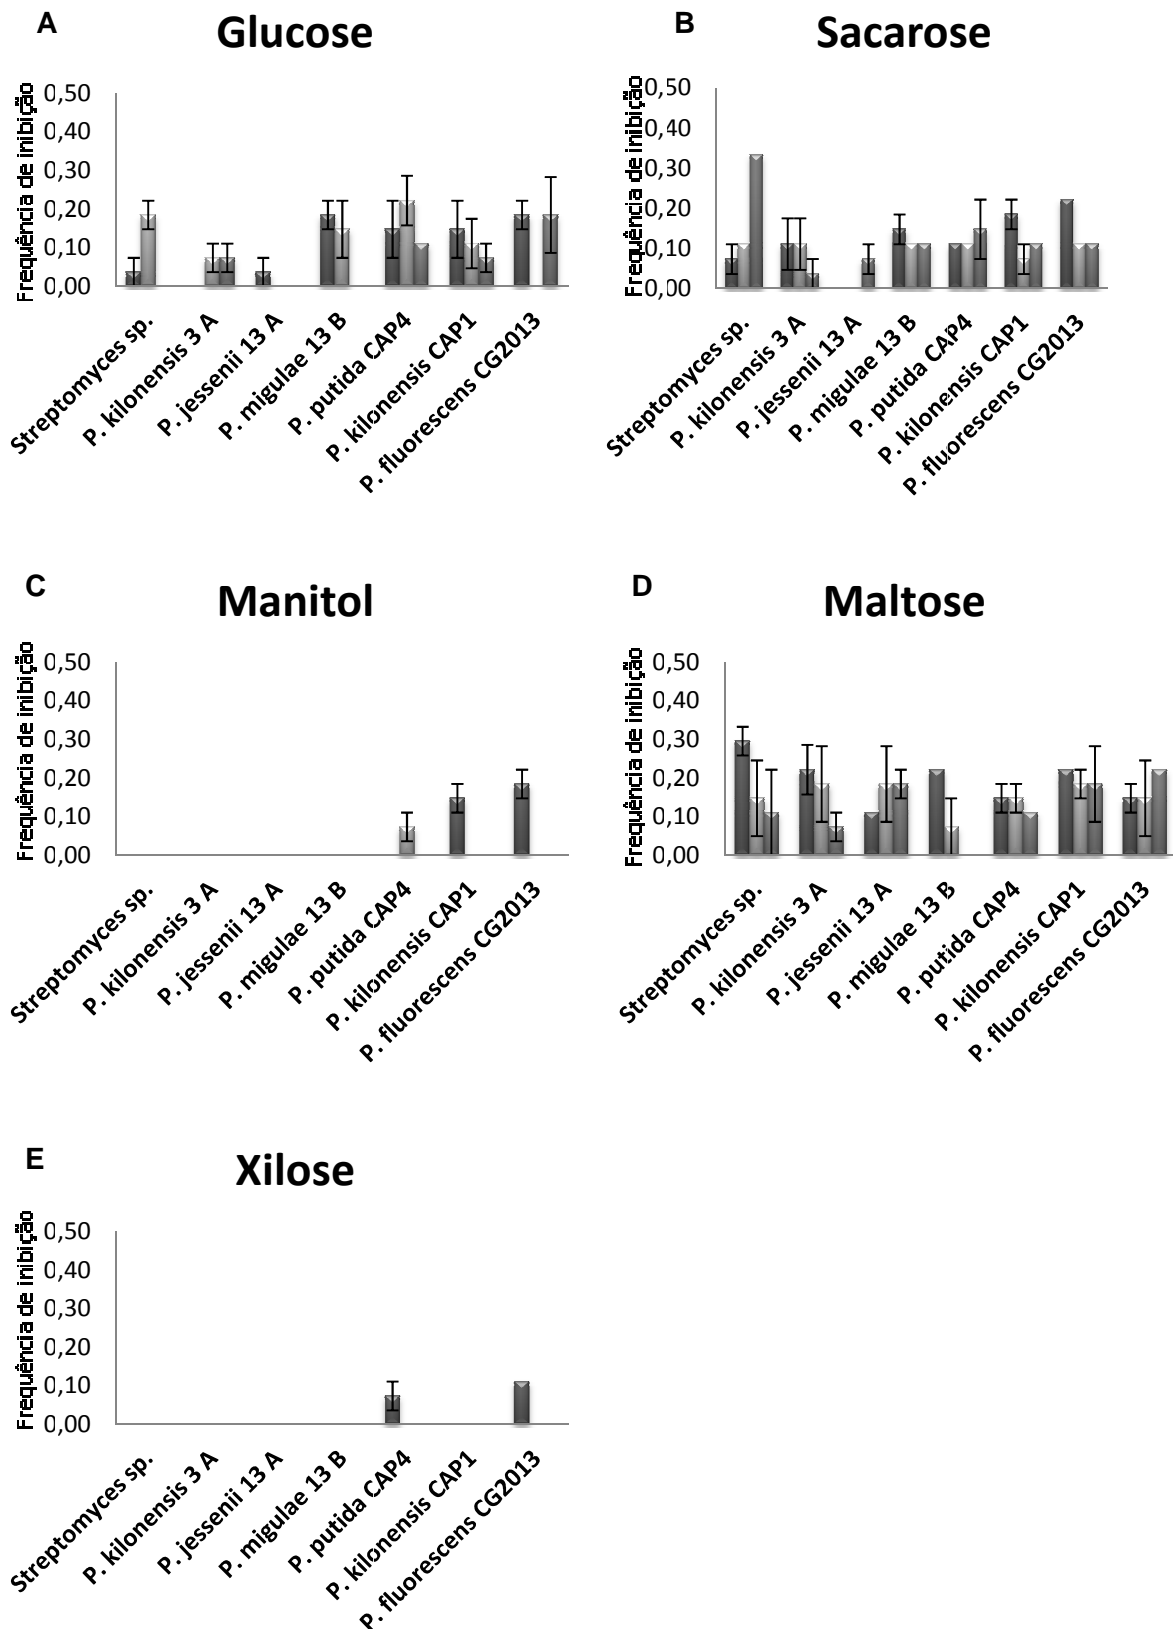 A
Glucose
Frequência de inibição
0,50
0,40
0,30
0,20
0,10
0,00
Streptomyces sp.
P. kilonensis 3 A
P. jessenii 13 A
P. migulae 13 B
P. putida CAP4
P. kilonensis CAP1
P. fluorescens CG2013
B
Sacarose
Frequência de inibição
0,50
0,40
0,30
0,20
0,10
0,00
Streptomyces sp.
P. kilonensis 3 A
P. jessenii 13 A
P. migulae 13 B
P. putida CAP4
P. kilonensis CAP1
P. fluorescens CG2013
C
Manitol
Frequência de inibição
0,50
0,40
0,30
0,20
0,10
0,00
Streptomyces sp.
P. kilonensis 3 A
P. jessenii 13 A
P. migulae 13 B
P. putida CAP4
P. kilonensis CAP1
P. fluorescens CG2013
D
Maltose
Frequência de inibição
0,50
0,40
0,30
0,20
0,10
0,00
Streptomyces sp.
P. kilonensis 3 A
P. jessenii 13 A
P. migulae 13 B
P. putida CAP4
P. kilonensis CAP1
P. fluorescens CG2013
E
Xilose
Frequência de inibição
0,50
0,40
0,30
0,20
0,10
0,00
Streptomyces sp.
P. kilonensis 3 A
P. jessenii 13 A
P. migulae 13 B
P. putida CAP4
P. kilonensis CAP1
P. fluorescens CG2013